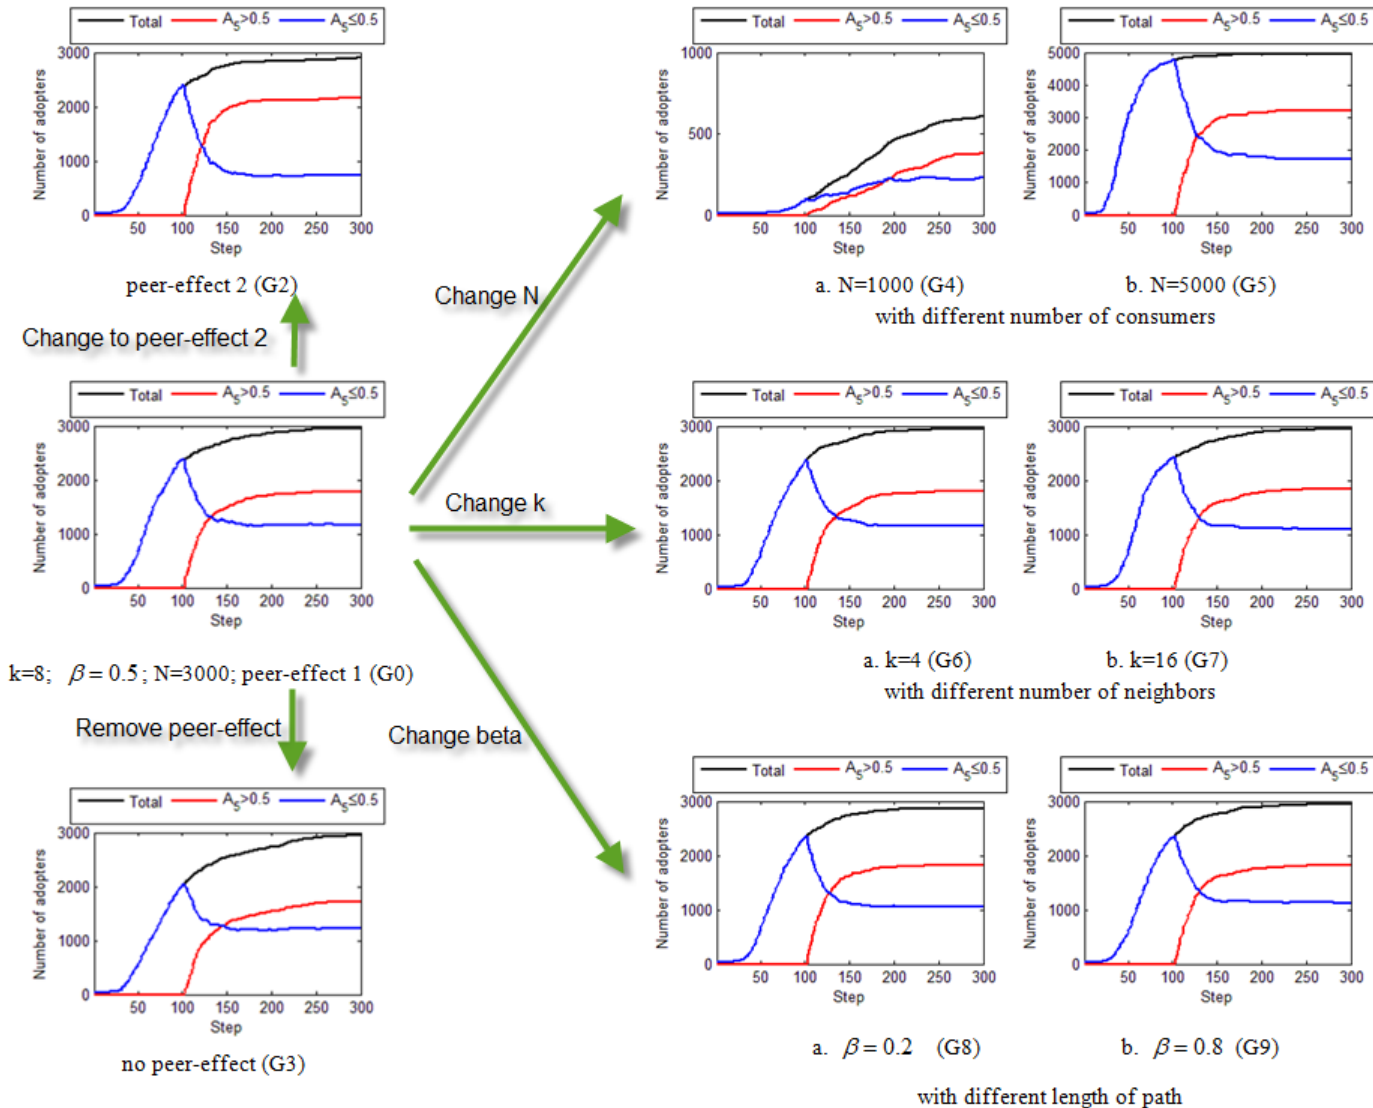 Total A5>0.5 A5≤0.5
3000
2000
1000
0
Number of adopters
50 100 150 200 250 300
Step
peer-effect 2 (G2)
Change to peer-effect 2
Total A5>0.5 A5≤0.5
3000
2000
1000
0
Number of adopters
50 100 150 200 250 300
Step
k=8; β = 0.5 ; N=3000; peer-effect 1 (G0)
Remove peer-effect
Total A5>0.5 A5≤0.5
3000
2000
1000
0
Number of adopters
50 100 150 200 250 300
Step
no peer-effect (G3)
Change N
Change k
Change beta
Total A5>0.5 A5≤0.5
1000
500
0
Number of adopters
50 100 150 200 250 300
Step
a. N=1000 (G4)
Total A5>0.5 A5≤0.5
5000
4000
3000
2000
1000
0
Number of adopters
50 100 150 200 250 300
Step
b. N=5000 (G5)
with different number of consumers
Total A5>0.5 A5≤0.5
3000
2000
1000
0
Number of adopters
50 100 150 200 250 300
Step
a. k=4 (G6)
Total A5>0.5 A5≤0.5
3000
2000
1000
0
Number of adopters
50 100 150 200 250 300
Step
b. k=16 (G7)
with different number of neighbors
Total A5>0.5 A5≤0.5
3000
2000
1000
0
Number of adopters
50 100 150 200 250 300
Step
a. β = 0.2 (G8)
Total A5>0.5 A5≤0.5
3000
2000
1000
0
Number of adopters
50 100 150 200 250 300
Step
b. β = 0.8 (G9)
with different length of path